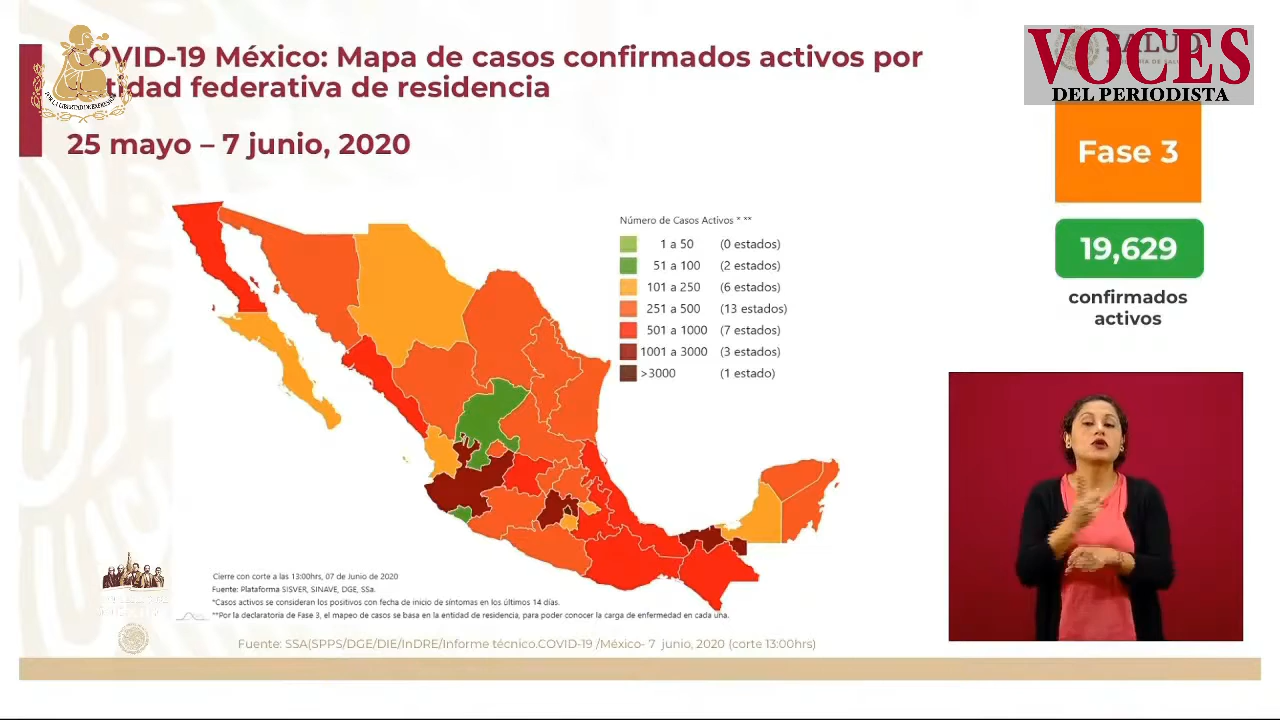 OVID-19 México: Mapa de casos confirmados activos por
tidad federativa de residencia
25 mayo – 7 junio, 2020
SALUD
VOCES
DEL PERIODISTA
Fase 3
19,629
confirmados
activos
Número de Casos Activos * **
1 a 50 (0 estados)
51 a 100 (2 estados)
101 a 250 (6 estados)
251 a 500 (13 estados)
501 a 1000 (7 estados)
1001 a 3000 (3 estados)
>3000 (1 estado)
Cierre con corte a las 13:00hrs, 07 de Junio de 2020
Fuente: Plataforma SISVER, SINAVE, DGE, SSa.
*Casos activos se consideran los positivos con fecha de inicio de síntomas en los últimos 14 días.
**Por la declaratoria de Fase 3, el mapeo de casos se basa en la entidad de residencia, para poder conocer la carga de enfermedad en cada una.
Fuente: SSA(SPPS/DGE/DIE/InDRE/Informe técnico.COVID-19 /México- 7 junio, 2020 (corte 13:00hrs)